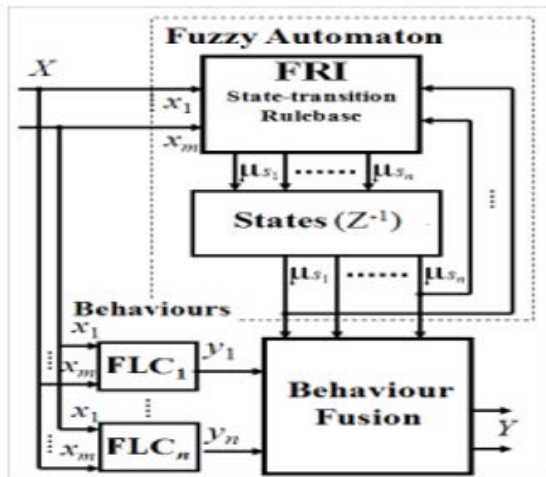 Fuzzy Automaton
X
FRI
State-transition
Rulebase
x1
xm
μs1 ...... μsn
States (Z-1)
μs1 ...... μsn
Behaviours
x1
xm
FLC1
y1
Behaviour
Fusion
x1
xm
FLCn
yn
Y